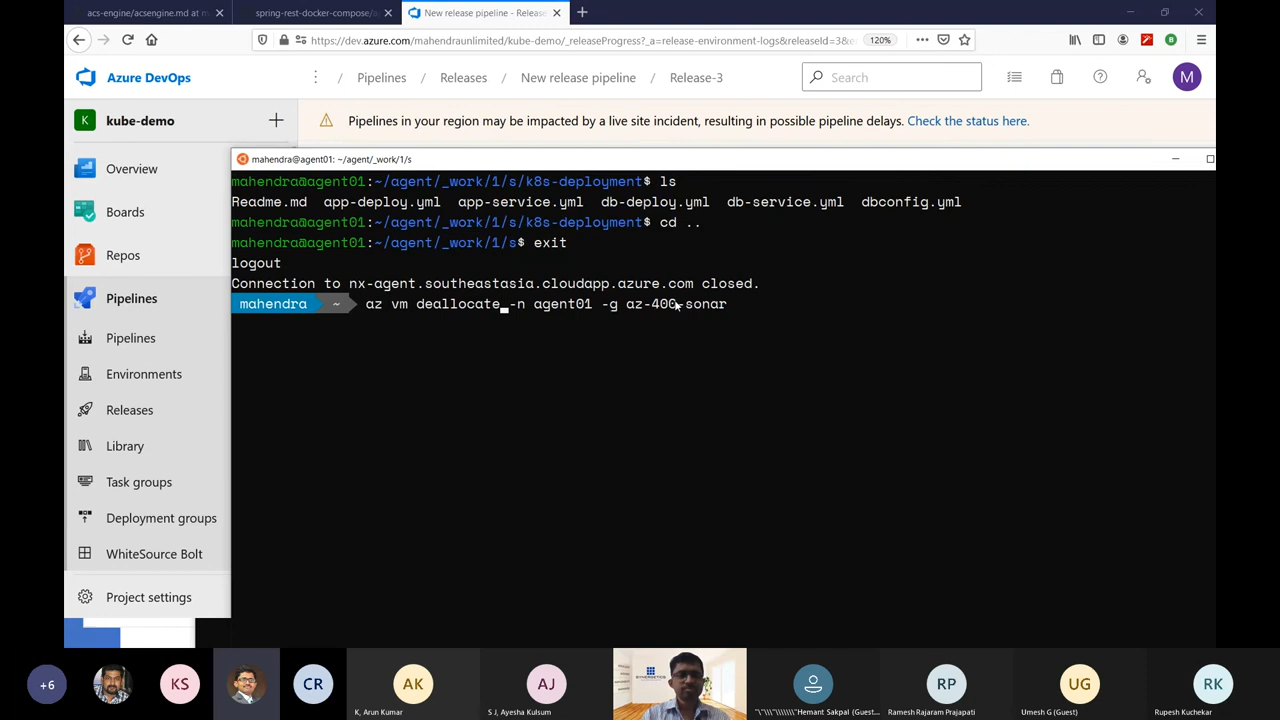 acs-engine/acsengine.md at m
spring-rest-docker-compose/a
New release pipeline - Release
https://dev.azure.com/mahendraunlimited/kube-demo/_releaseProgress?_a=release-environment-logs&releaseId=3&e
120%
Azure DevOps
/ Pipelines / Releases / New release pipeline / Release-3
Search
M
K
kube-demo
Pipelines in your region may be impacted by a live site incident, resulting in possible pipeline delays. Check the status here.
Overview
Boards
Repos
Pipelines
Pipelines
Environments
Releases
Library
Task groups
Deployment groups
WhiteSource Bolt
Project settings
mahendra@agent01: ~/agent/_work/1/s
mahendra@agent01:~/agent/_work/1/s/k8s-deployment$ ls
Readme.md app-deploy.yml app-service.yml db-deploy.yml db-service.yml dbconfig.yml
mahendra@agent01:~/agent/_work/1/s/k8s-deployment$ cd ..
mahendra@agent01:~/agent/_work/1/s$ exit
logout
Connection to nx-agent.southeastasia.cloudapp.azure.com closed.
mahendra ~ az vm deallocate -n agent01 -g az-400-sonar
+6
KS
CR
AK
K, Arun Kumar
AJ
S J, Ayesha Kulsum
SYNERGETICS
"\"\\\"\\\\\\\"Hemant Sakpal (Guest...
RP
Ramesh Rajaram Prajapati
UG
Umesh G (Guest)
RK
Rupesh Kuchekar